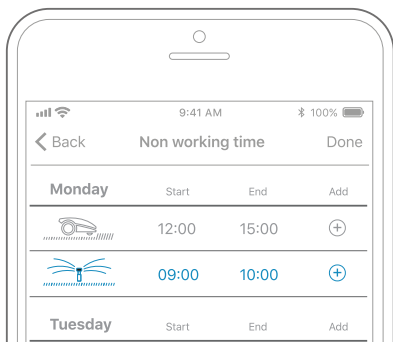 9:41 AM 100%
Back Non working time Done
Monday Start End Add
12:00 15:00
09:00 10:00
Tuesday Start End Add